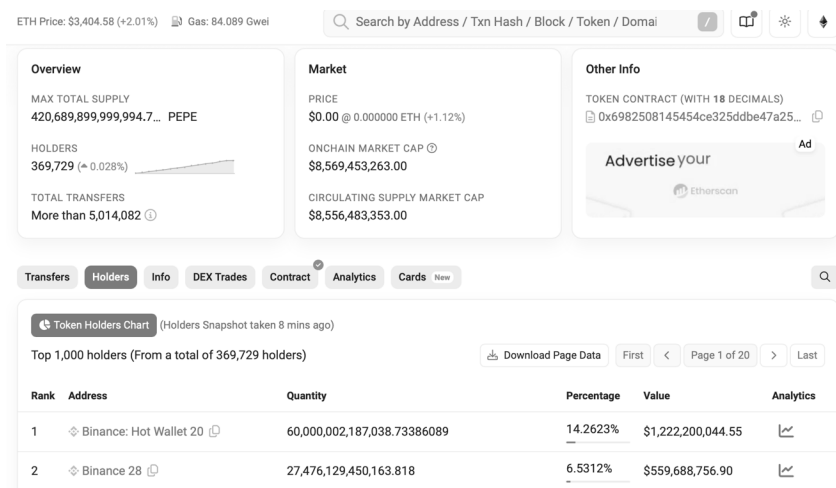 ETH Price: $3,404.58 (+2.01%) Gas: 84.089 Gwei Search by Address / Txn Hash / Block / Token / Domai /
Overview
MAX TOTAL SUPPLY
420,689,899,999,994.7... PEPE
HOLDERS
369,729 (0.028%)
TOTAL TRANSFERS
More than 5,014,082
Market
PRICE
$0.00 @ 0.000000 ETH (+1.12%)
ONCHAIN MARKET CAP
$8,569,453,263.00
CIRCULATING SUPPLY MARKET CAP
$8,556,483,353.00
Other Info
TOKEN CONTRACT (WITH 18 DECIMALS)
0x6982508145454ce325ddbe47a25...
Ad
Advertise your
Etherscan
Transfers Holders Info DEX Trades Contract Analytics Cards New
Token Holders Chart (Holders Snapshot taken 8 mins ago)
Top 1,000 holders (From a total of 369,729 holders) Download Page Data First < Page 1 of 20 > Last
Rank Address Quantity Percentage Value Analytics
1 Binance: Hot Wallet 20 60,000,002,187,038.73386089 14.2623% $1,222,200,044.55
2 Binance 28 27,476,129,450,163.818 6.5312% $559,688,756.90